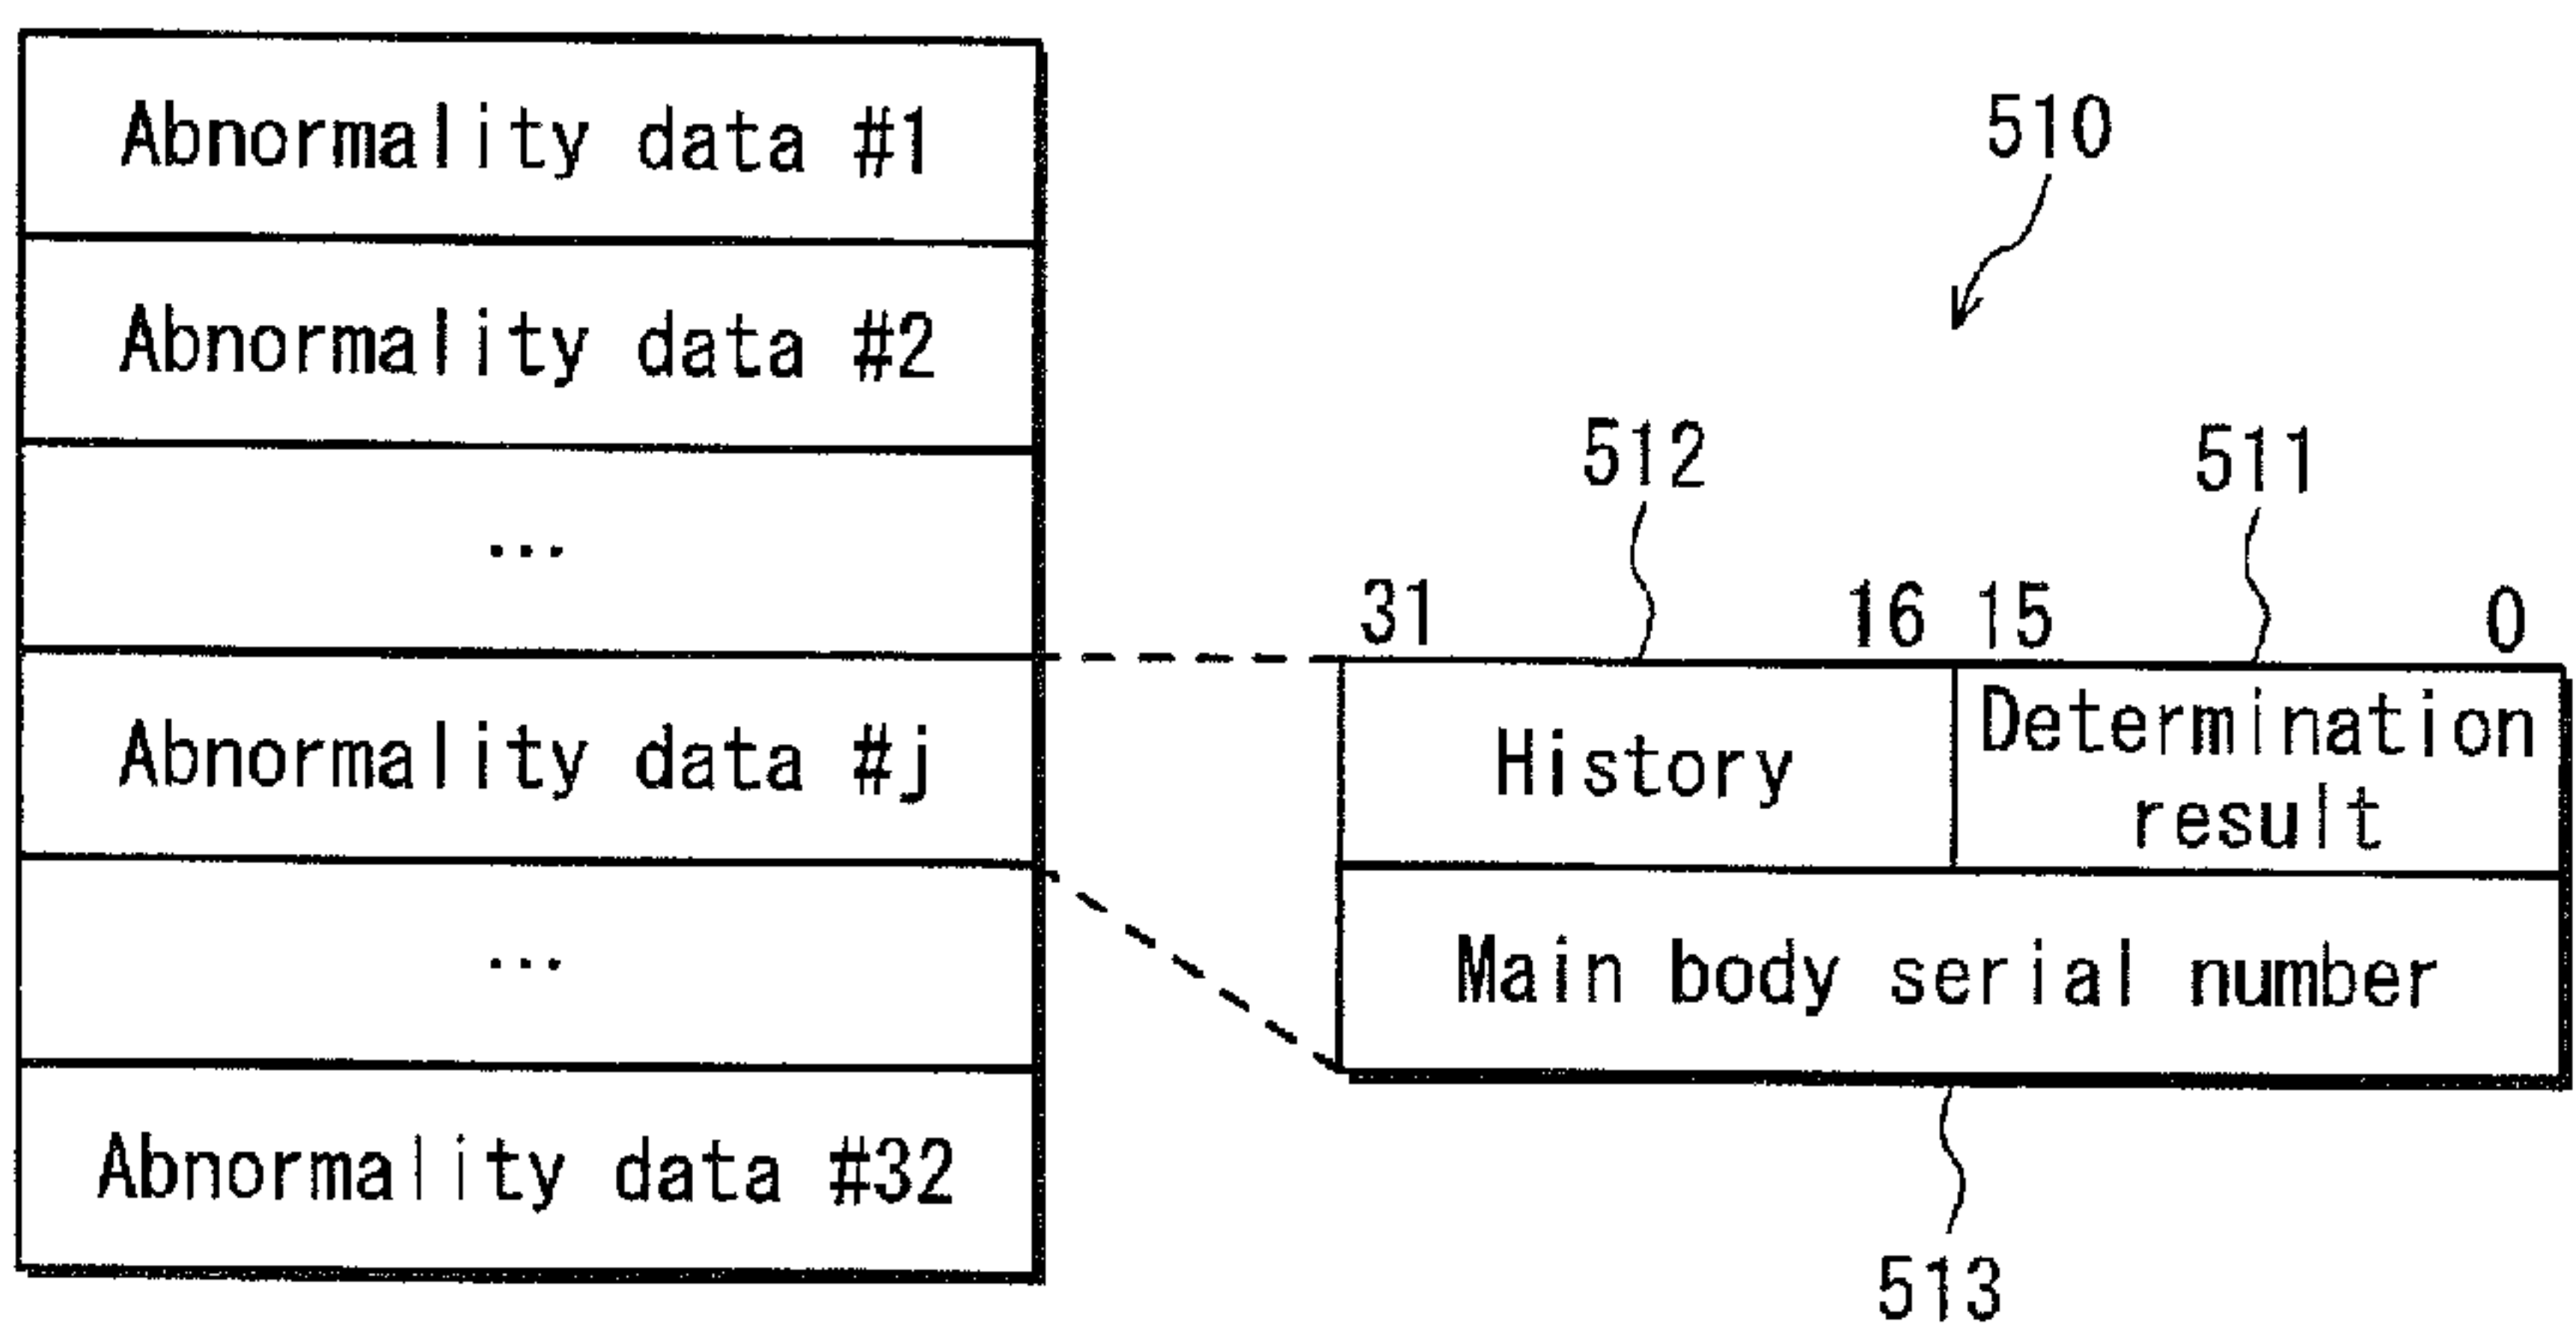 Abnormality data #1
Abnormality data #2
...
Abnormality data #j
...
Abnormality data #32
510
512
511
31
16
15
0
History
Determination
result
Main body serial number
513